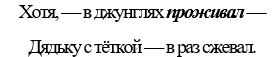 Хотя, — в джунглях проживал —
Дядьку с тёткой — в раз сжевал.